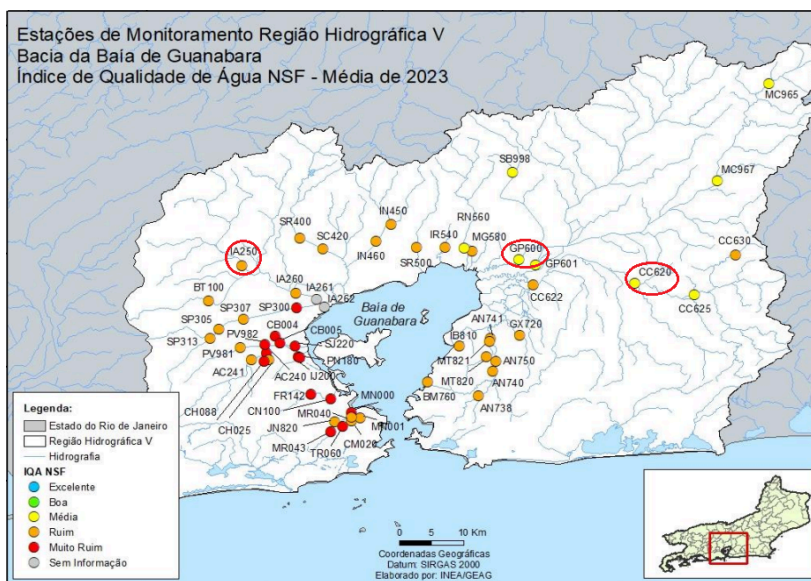 Estações de Monitoramento Região Hidrográfica V
Bacia da Baía de Guanabara
Índice de Qualidade de Água NSF - Média de 2023
MC965
SB998
MC967
IN450
SR400
RN560
SC420
IR540
MG580
IA250
IN460
SR500
GP600
GP601
CC620
CC630
IA260
IA261
IA262
BT100
SP300
CC622
CC625
SP307
SP305
CB004
CB005
Baía de
Guanabara
AN741
GX720
SP313
PV982
SJ220
IB810
PV981
PN180
MT821
AN750
AC241
AC240
IJ200
MT820
AN740
FR142
MN000
BM760
AN738
CH088
CN100
MR040
CH025
JN820
MN001
MR043
CM020
TR060
Legenda:
Estado do Rio de Janeiro
Região Hidrográfica V
Hidrografia
IQA NSF
Excelente
Boa
Média
Ruim
Muito Ruim
Sem Informação
0 5 10 Km
Coordenadas Geográficas
Datum: SIRGAS 2000
Elaborado por: INEA/GEAG